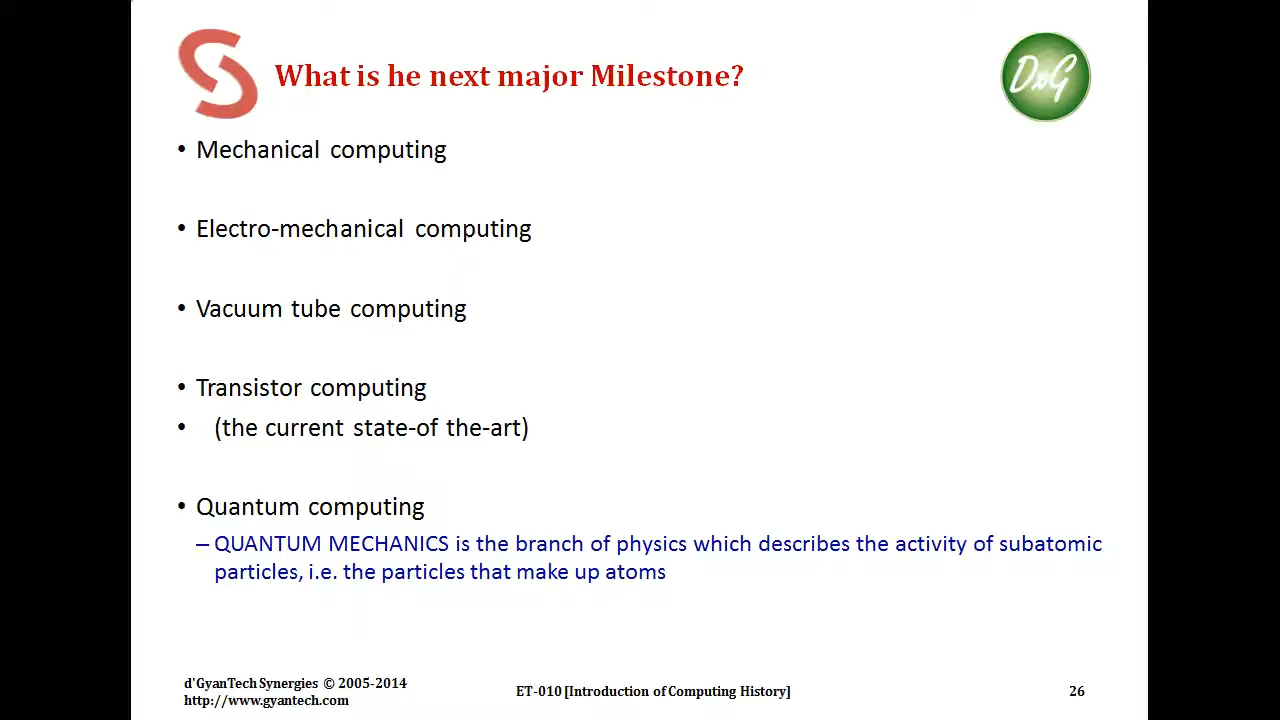 What is he next major Milestone?
DxG
• Mechanical computing
• Electro-mechanical computing
• Vacuum tube computing
• Transistor computing
• (the current state-of the-art)
• Quantum computing
– QUANTUM MECHANICS is the branch of physics which describes the activity of subatomic
particles, i.e. the particles that make up atoms
d'GyanTech Synergies © 2005-2014
http://www.gyantech.com
ET-010 [Introduction of Computing History]
26